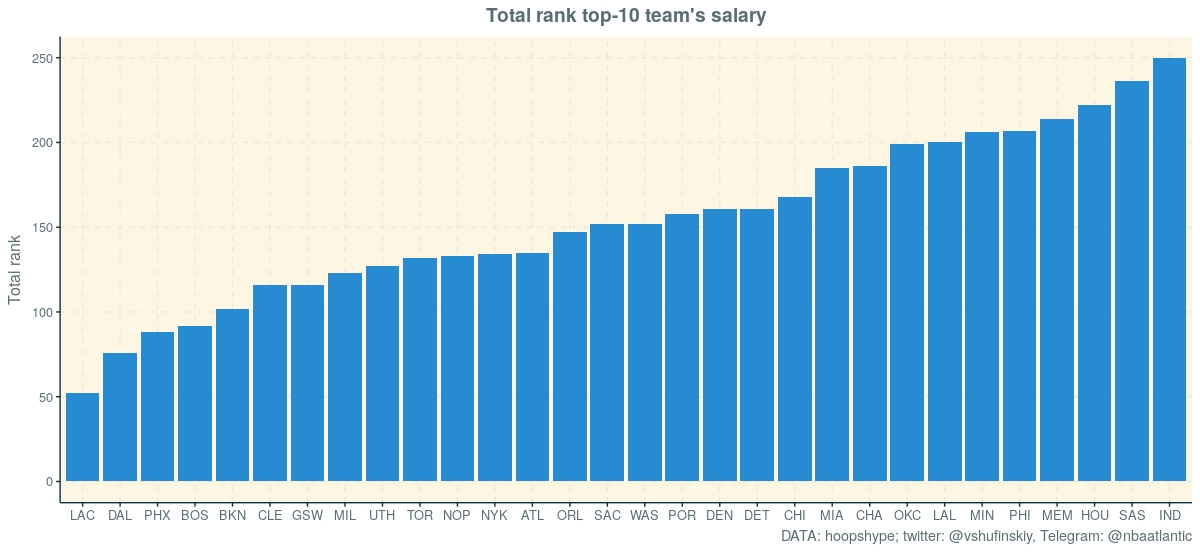 Total rank top-10 team's salary
Total rank
250
200
150
100
50
0
LAC DAL PHX BOS BKN CLE GSW MIL UTH TOR NOP NYK ATL ORL SAC WAS POR DEN DET CHI MIA CHA OKC LAL MIN PHI MEM HOU SAS IND
DATA: hoopshype; twitter: @vshufinskiy, Telegram: @nbaatlantic